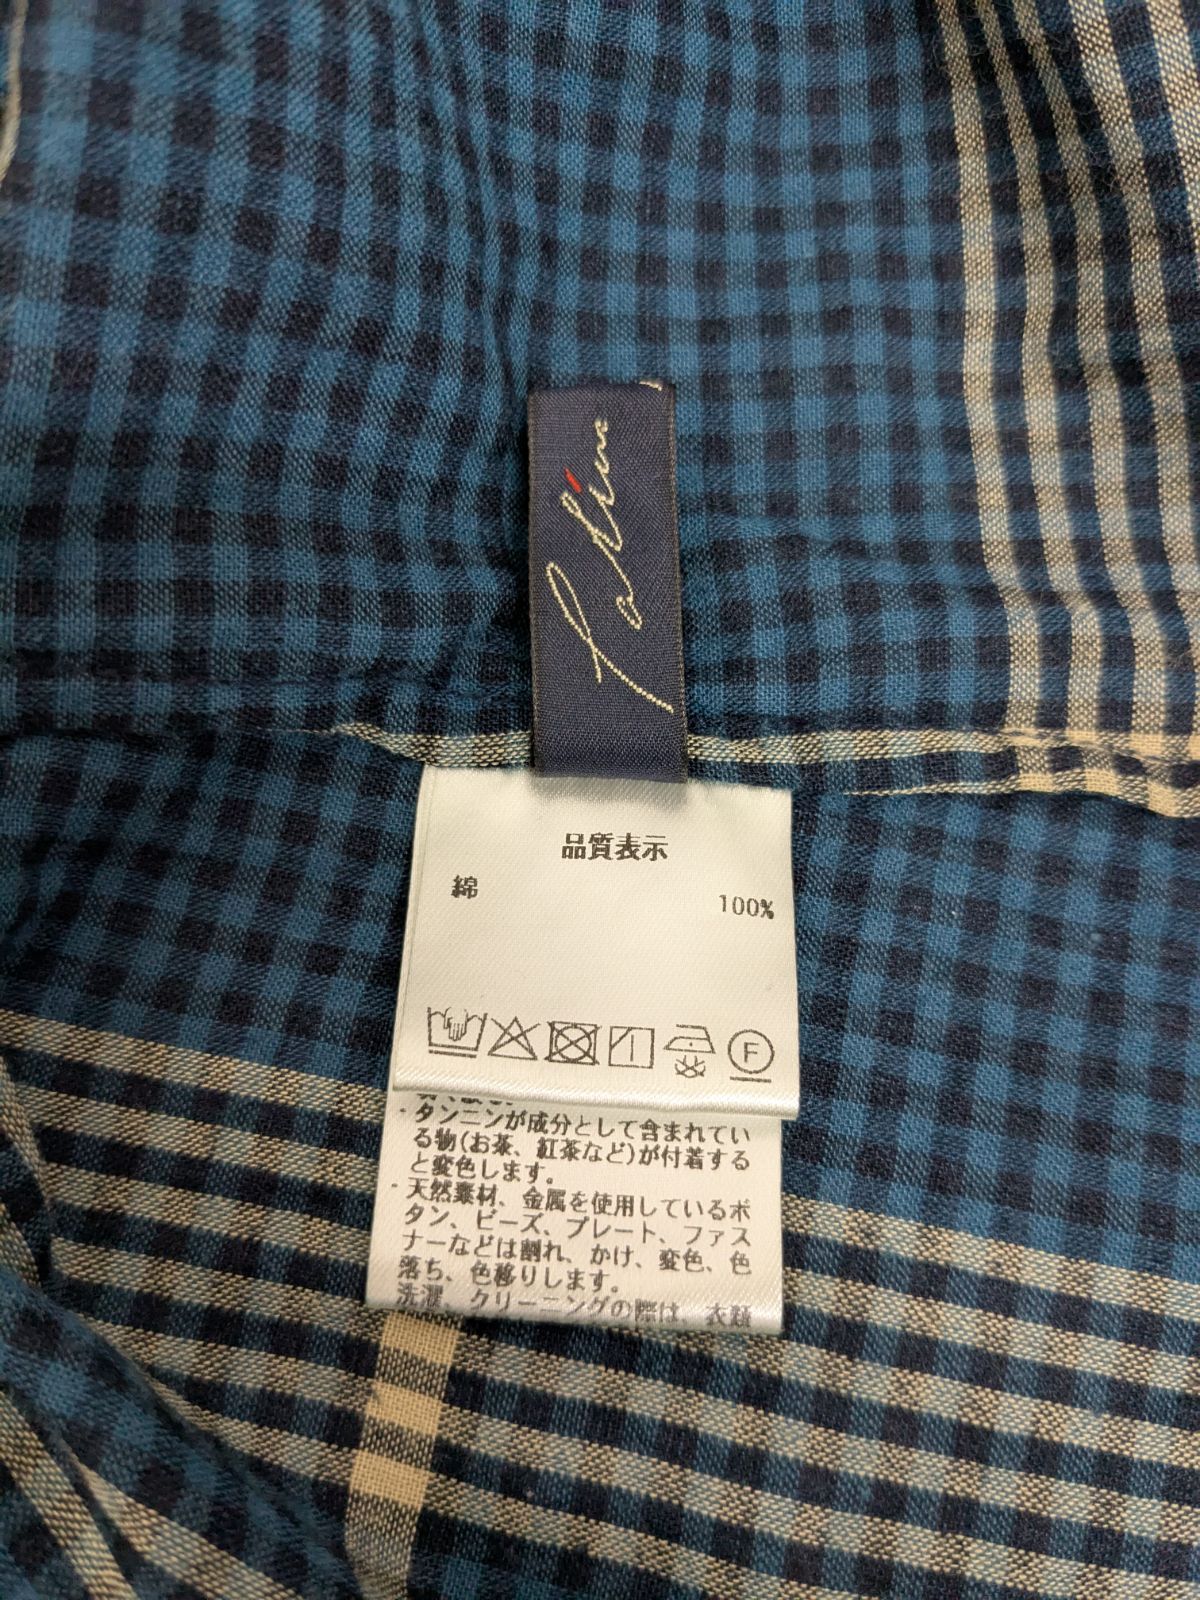 品質表示
綿 100%
F
・タンニンが成分として含まれてい
る物(お茶、紅茶など)が付着する
と変色します。
・天然素材、金属を使用しているボ
タン、ビーズ、プレート、ファス
ナーなどは割れ、かけ、変色、色
落ち、色移りします。
洗濯、クリーニングの際は、衣類